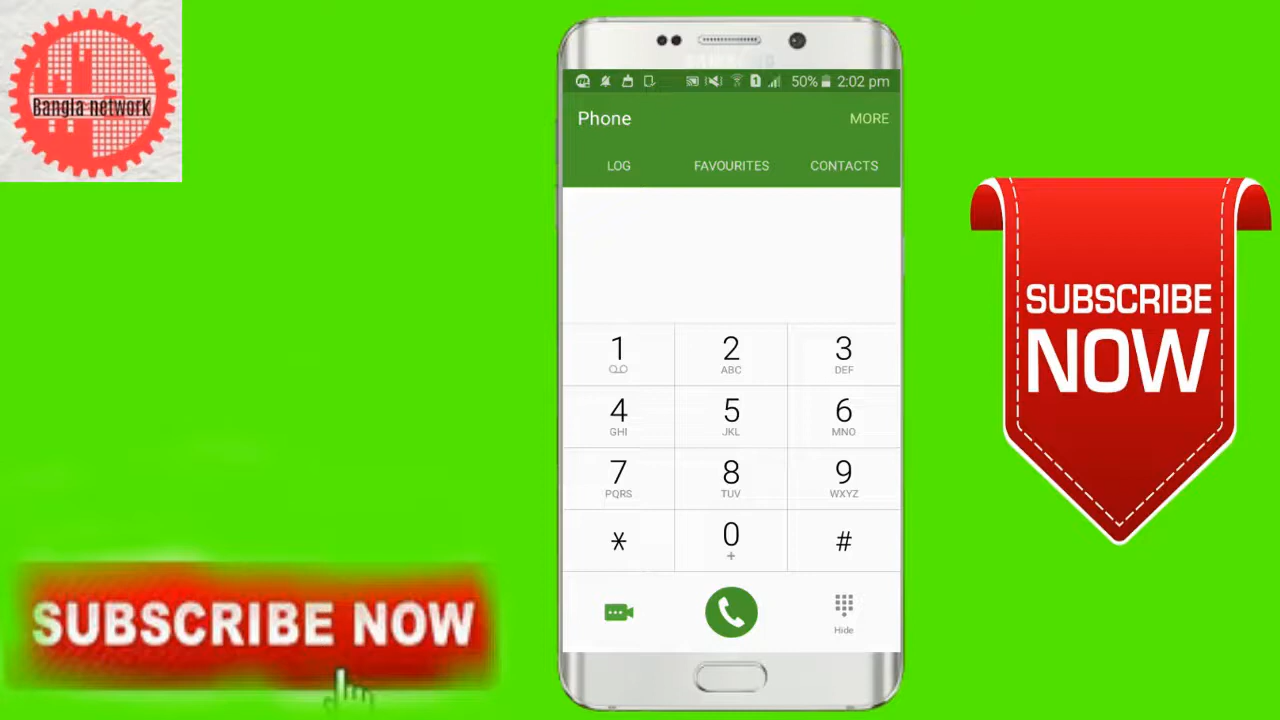 Bangla network
50% 2:02 pm
Phone
MORE
LOG FAVOURITES CONTACTS
1 2 3
ABC DEF
4 5 6
GHI JKL MNO
7 8 9
PQRS TUV WXYZ
* 0 #
+
Hide
SUBSCRIBE
NOW
SUBSCRIBE NOW